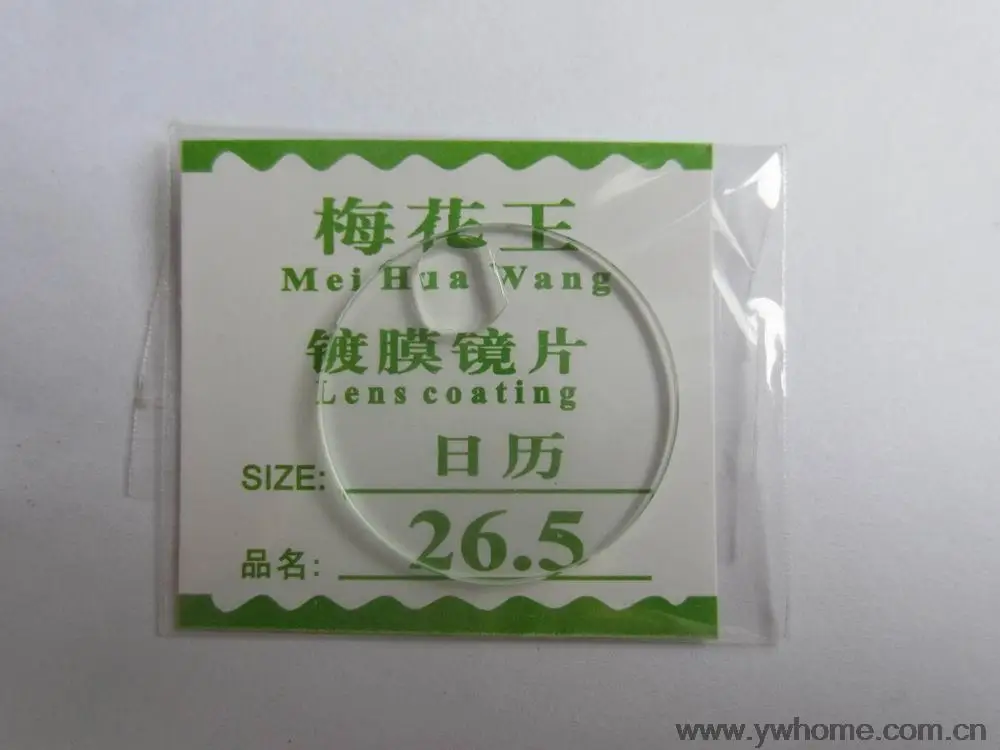 梅花王
Mei Hua Wang
镀膜镜片
Lens coating
SIZE: 日历
品名: 26.5
www.ywhome.com.cn